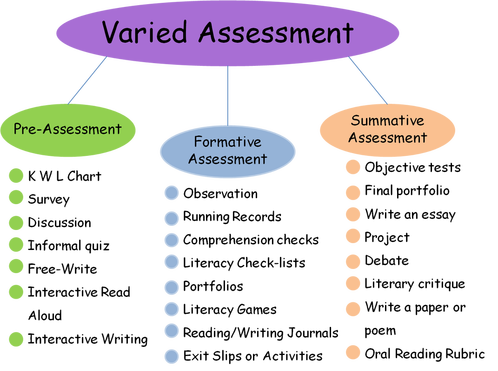 Varied Assessment
Pre-Assessment
K W L Chart
Survey
Discussion
Informal quiz
Free-Write
Interactive Read
Aloud
Interactive Writing
Formative
Assessment
Observation
Running Records
Comprehension checks
Literacy Check-lists
Portfolios
Literacy Games
Reading/Writing Journals
Exit Slips or Activities
Summative
Assessment
Objective tests
Final portfolio
Write an essay
Project
Debate
Literary critique
Write a paper or
poem
Oral Reading Rubric